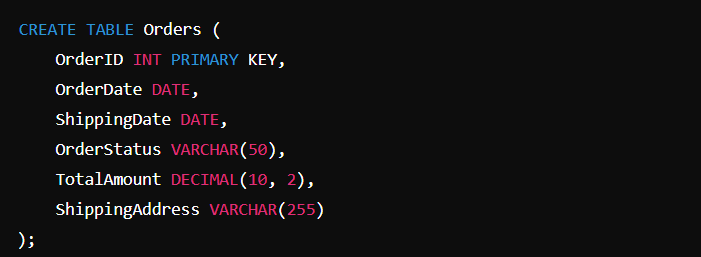 CREATE TABLE Orders (
    OrderID INT PRIMARY KEY,
    OrderDate DATE,
    ShippingDate DATE,
    OrderStatus VARCHAR(50),
    TotalAmount DECIMAL(10, 2),
    ShippingAddress VARCHAR(255)
);